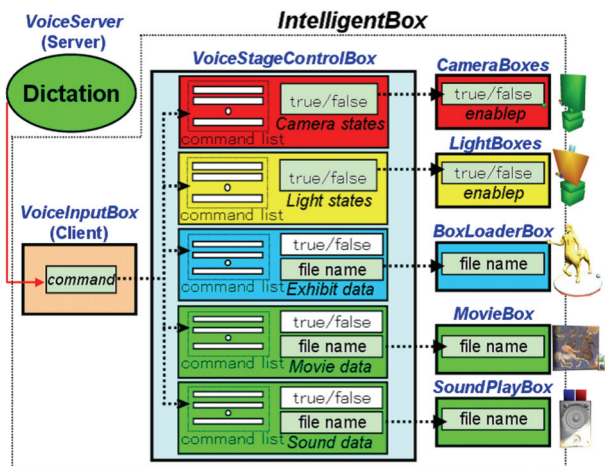 VoiceServer
(Server)
IntelligentBox
Dictation
VoiceStageControlBox
true/false
Camera states
command list
CameraBoxes
true/false
enablep
true/false
Light states
command list
LightBoxes
true/false
enablep
VoiceInputBox
(Client)
command
true/false
file name
command list
Exhibit data
BoxLoaderBox
file name
true/false
file name
command list
Movie data
MovieBox
file name
true/false
file name
command list
Sound data
SoundPlayBox
file name